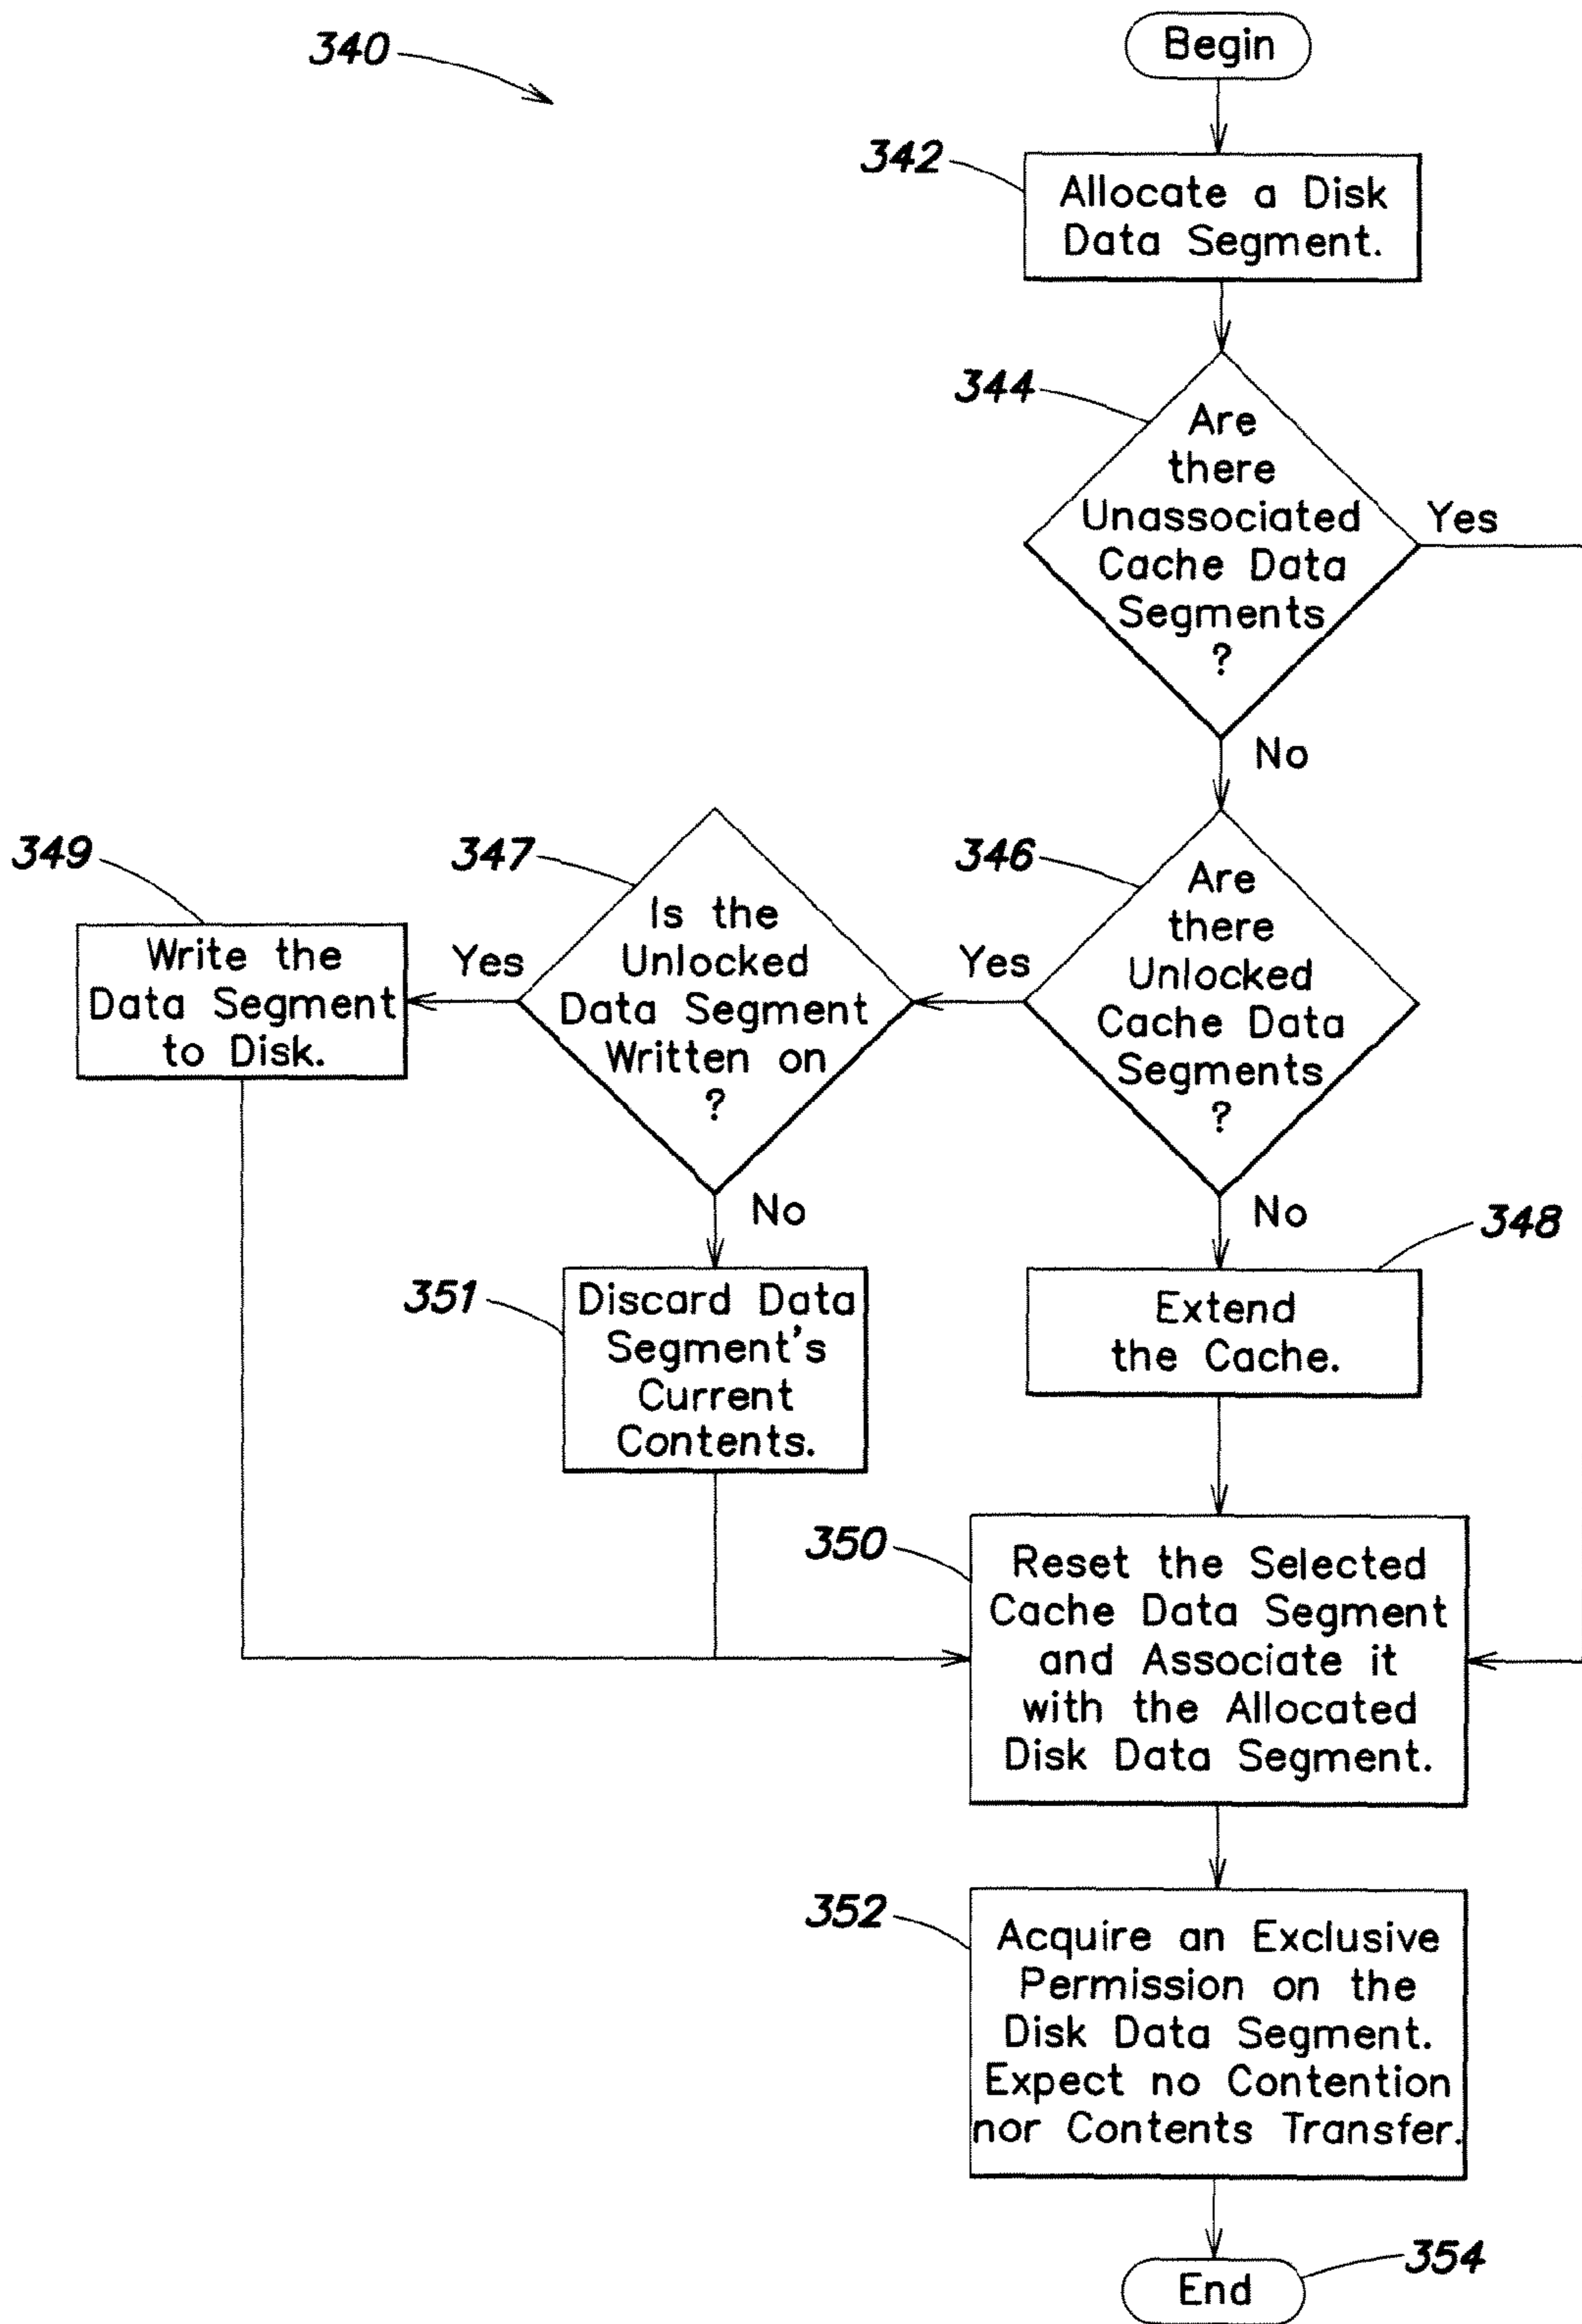 340
Begin
342
Allocate a Disk
Data Segment.
344
Are
there
Unassociated
Cache Data
Segments
?
Yes
No
349
Write the
Data Segment
to Disk.
Yes
347
Is the
Unlocked
Data Segment
Written on
?
Yes
346
Are
there
Unlocked
Cache Data
Segments
?
No
No
351
Discard Data
Segment's
Current
Contents.
348
Extend
the Cache.
350
Reset the Selected
Cache Data Segment
and Associate it
with the Allocated
Disk Data Segment.
352
Acquire an Exclusive
Permission on the
Disk Data Segment.
Expect no Contention
nor Contents Transfer.
End
354